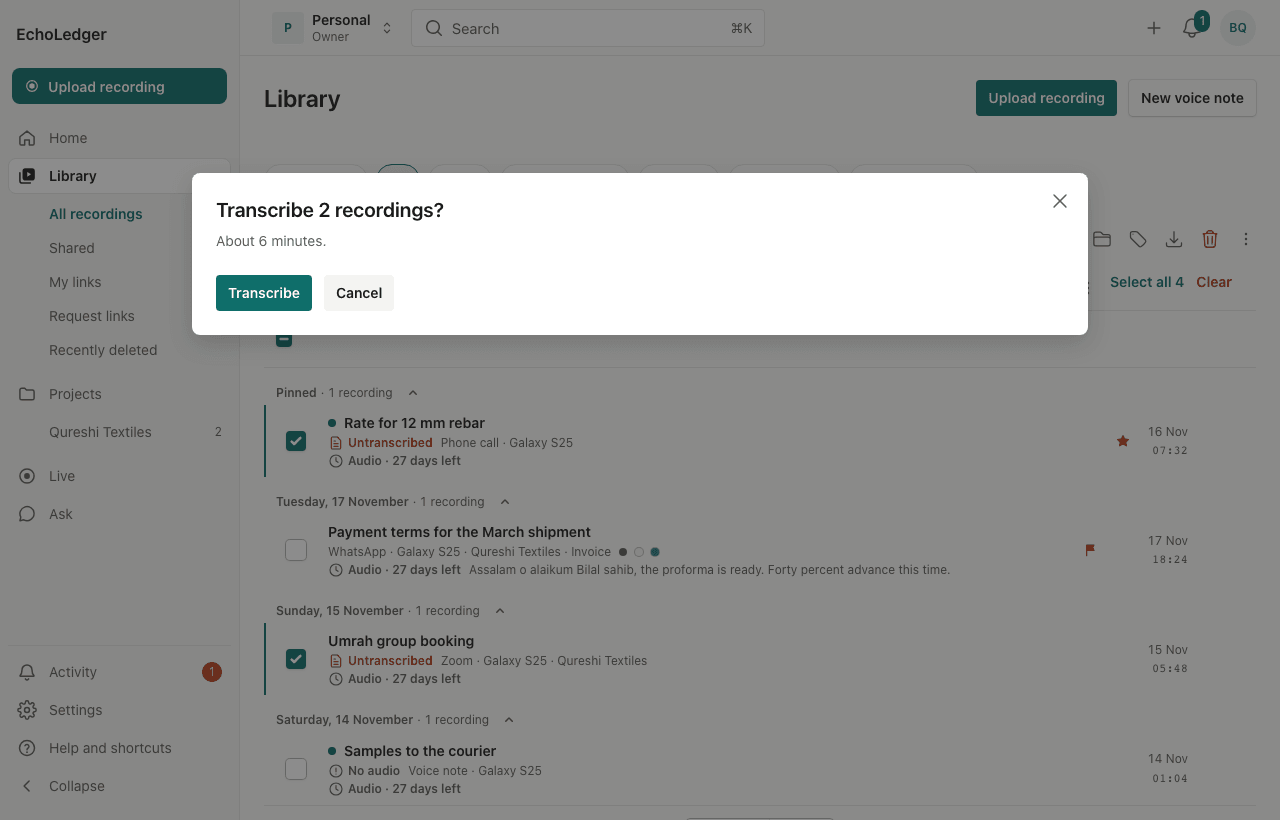 EchoLedger
Upload recording
Home
Library
All recordings
Shared
My links
Request links
Recently deleted
Projects
Qureshi Textiles 2
Live
Ask
Activity 1
Settings
Help and shortcuts
Collapse
P Personal
Owner
Search ⌘K
1
BQ
Library
Upload recording
New voice note
Transcribe 2 recordings?
About 6 minutes.
Transcribe
Cancel
Select all 4 Clear
Pinned · 1 recording
Rate for 12 mm rebar
Untranscribed Phone call · Galaxy S25
Audio · 27 days left
16 Nov
07:32
Tuesday, 17 November · 1 recording
Payment terms for the March shipment
WhatsApp · Galaxy S25 · Qureshi Textiles · Invoice
Audio · 27 days left Assalam o alaikum Bilal sahib, the proforma is ready. Forty percent advance this time.
17 Nov
18:24
Sunday, 15 November · 1 recording
Umrah group booking
Untranscribed Zoom · Galaxy S25 · Qureshi Textiles
Audio · 27 days left
15 Nov
05:48
Saturday, 14 November · 1 recording
Samples to the courier
No audio Voice note · Galaxy S25
Audio · 27 days left
14 Nov
01:04